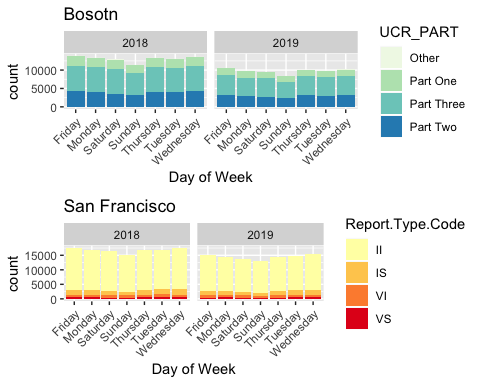 Bosotn
2018
2019
count
10000
5000
0
Friday
Monday
Saturday
Sunday
Thursday
Tuesday
Wednesday
Friday
Monday
Saturday
Sunday
Thursday
Tuesday
Wednesday
Day of Week
UCR_PART
Other
Part One
Part Three
Part Two
San Francisco
2018
2019
count
15000
10000
5000
0
Friday
Monday
Saturday
Sunday
Thursday
Tuesday
Wednesday
Friday
Monday
Saturday
Sunday
Thursday
Tuesday
Wednesday
Day of Week
Report.Type.Code
II
IS
VI
VS